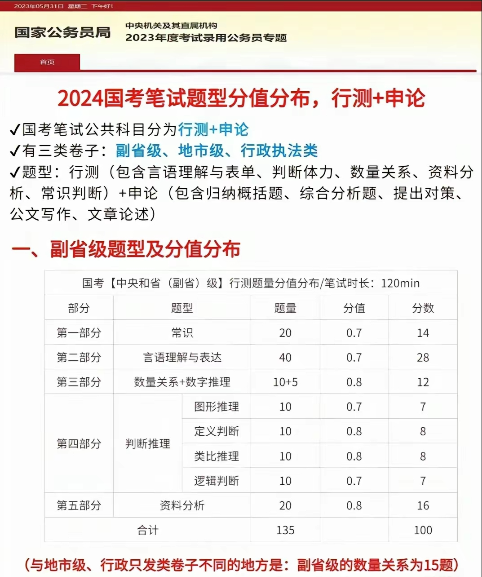 2023年05月31日 星期二 下午好!
国家公务员局
中央机关及其直属机构
2023年度考试录用公务员专题
首页
2024国考笔试题型分值分布，行测+申论
✓国考笔试公共科目分为行测+申论
✓有三类卷子：副省级、地市级、行政执法类
✓题型：行测（包含言语理解与表单、判断体力、数量关系、资料分
析、常识判断）+申论（包含归纳概括题、综合分析题、提出对策、
公文写作、文章论述）
一、副省级题型及分值分布
国考【中央和省（副省）级】行测题量分值分布/笔试时长：120min
部分 题型 题量 分值 分数
第一部分 常识 20 0.7 14
第二部分 言语理解与表达 40 0.7 28
第三部分 数量关系+数字推理 10+5 0.8 12
第四部分 判断推理 图形推理 10 0.7 7
定义判断 10 0.8 8
类比推理 10 0.8 8
逻辑判断 10 0.7 7
第五部分 资料分析 20 0.8 16
合计 135 100
（与地市级、行政只发类卷子不同的地方是：副省级的数量关系为15题）